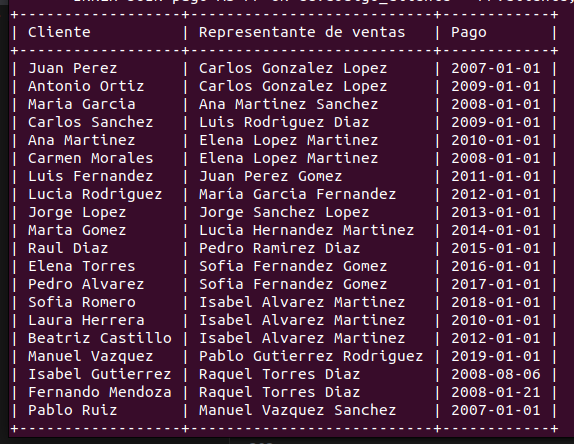 +------------------+---------------------------+------------+
| Cliente          | Representante de ventas   | Pago       |
+------------------+---------------------------+------------+
| Juan Perez       | Carlos Gonzalez Lopez     | 2007-01-01 |
| Antonio Ortiz    | Carlos Gonzalez Lopez     | 2009-01-01 |
| Maria Garcia     | Ana Martinez Sanchez      | 2008-01-01 |
| Carlos Sanchez   | Luis Rodriguez Diaz       | 2009-01-01 |
| Ana Martinez     | Elena Lopez Martinez      | 2010-01-01 |
| Carmen Morales   | Elena Lopez Martinez      | 2008-01-01 |
| Luis Fernandez   | Juan Perez Gomez          | 2011-01-01 |
| Lucia Rodriguez  | María Garcia Fernandez    | 2012-01-01 |
| Jorge Lopez      | Jorge Sanchez Lopez       | 2013-01-01 |
| Marta Gomez      | Lucia Hernandez Martinez  | 2014-01-01 |
| Raul Diaz        | Pedro Ramirez Diaz        | 2015-01-01 |
| Elena Torres     | Sofia Fernandez Gomez     | 2016-01-01 |
| Pedro Alvarez    | Sofia Fernandez Gomez     | 2017-01-01 |
| Sofia Romero     | Isabel Alvarez Martinez   | 2018-01-01 |
| Laura Herrera    | Isabel Alvarez Martinez   | 2010-01-01 |
| Beatriz Castillo | Isabel Alvarez Martinez   | 2012-01-01 |
| Manuel Vazquez   | Pablo Gutierrez Rodriguez | 2019-01-01 |
| Isabel Gutierrez | Raquel Torres Diaz        | 2008-08-06 |
| Fernando Mendoza | Raquel Torres Diaz        | 2008-01-21 |
| Pablo Ruiz       | Manuel Vazquez Sanchez    | 2007-01-01 |
+------------------+---------------------------+------------+